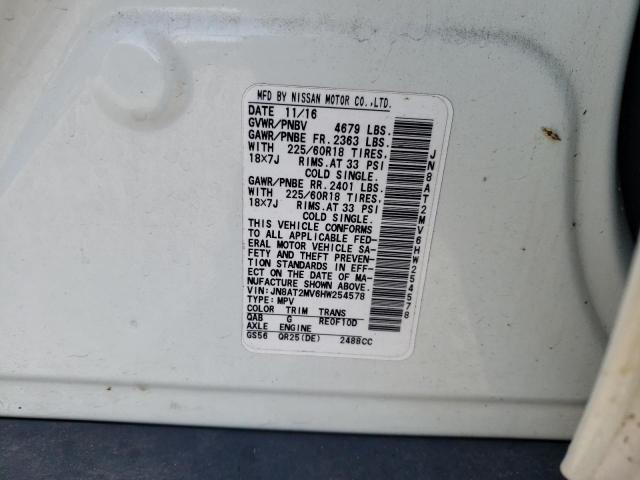 MFD BY NISSAN MOTOR CO.,LTD.
DATE 11/16
GVWR/PNBV 4679 LBS.
GAWR/PNBE FR.2363 LBS.
WITH 225/60R18 TIRES,
18X7J RIMS.AT 33 PSI
COLD SINGLE.
GAWR/PNBE RR.2401 LBS.
WITH 225/60R18 TIRES,
18X7J RIMS.AT 33 PSI
COLD SINGLE.
THIS VEHICLE CONFORMS
TO ALL APPLICABLE FED-
ERAL MOTOR VEHICLE SA-
FETY AND THEFT PREVEN-
TION STANDARDS IN EFF-
ECT ON THE DATE OF MA-
NUFACTURE SHOWN ABOVE.
VIN:JN8AT2MV6HW254578
TYPE:MPV
COLOR TRIM TRANS
QAB G RE0F10D
AXLE ENGINE
GS56 QR25(DE) 2488CC
JN8AT2MV6HW254578